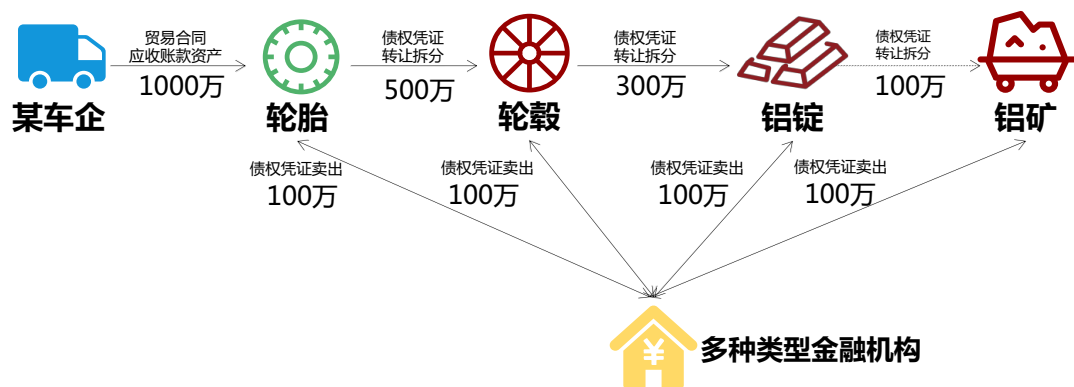 贸易合同
应收账款资产
1000万
债权凭证
转让拆分
500万
债权凭证
转让拆分
300万
债权凭证
转让拆分
100万
某车企
轮胎
轮毂
铝锭
铝矿
债权凭证卖出
100万
债权凭证卖出
100万
债权凭证卖出
100万
债权凭证卖出
100万
¥
多种类型金融机构